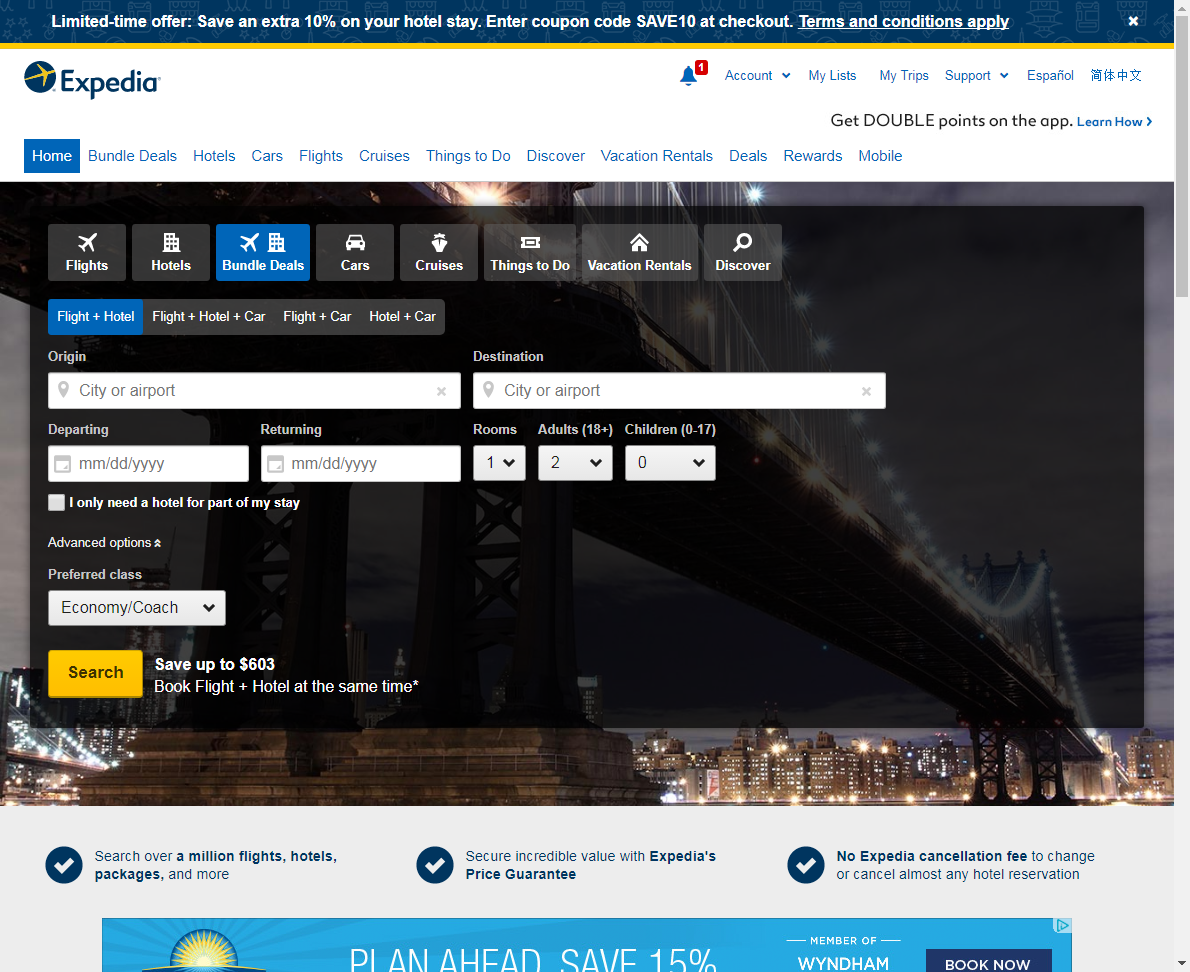 Limited-time offer: Save an extra 10% on your hotel stay. Enter coupon code SAVE10 at checkout. Terms and conditions apply
Expedia
1
Account
My Lists
My Trips
Support
Español
简体中文
Get DOUBLE points on the app. Learn How
Home
Bundle Deals
Hotels
Cars
Flights
Cruises
Things to Do
Discover
Vacation Rentals
Deals
Rewards
Mobile
Flights
Hotels
Bundle Deals
Cars
Cruises
Things to Do
Vacation Rentals
Discover
Flight + Hotel
Flight + Hotel + Car
Flight + Car
Hotel + Car
Origin
Destination
City or airport
City or airport
Departing
Returning
Rooms
Adults (18+)
Children (0-17)
mm/dd/yyyy
mm/dd/yyyy
1
2
0
I only need a hotel for part of my stay
Advanced options
Preferred class
Economy/Coach
Search
Save up to $603
Book Flight + Hotel at the same time*
Search over a million flights, hotels,
packages, and more
Secure incredible value with Expedia's
Price Guarantee
No Expedia cancellation fee to change
or cancel almost any hotel reservation
PLAN AHEAD, SAVE 15%
MEMBER OF
WYNDHAM
BOOK NOW